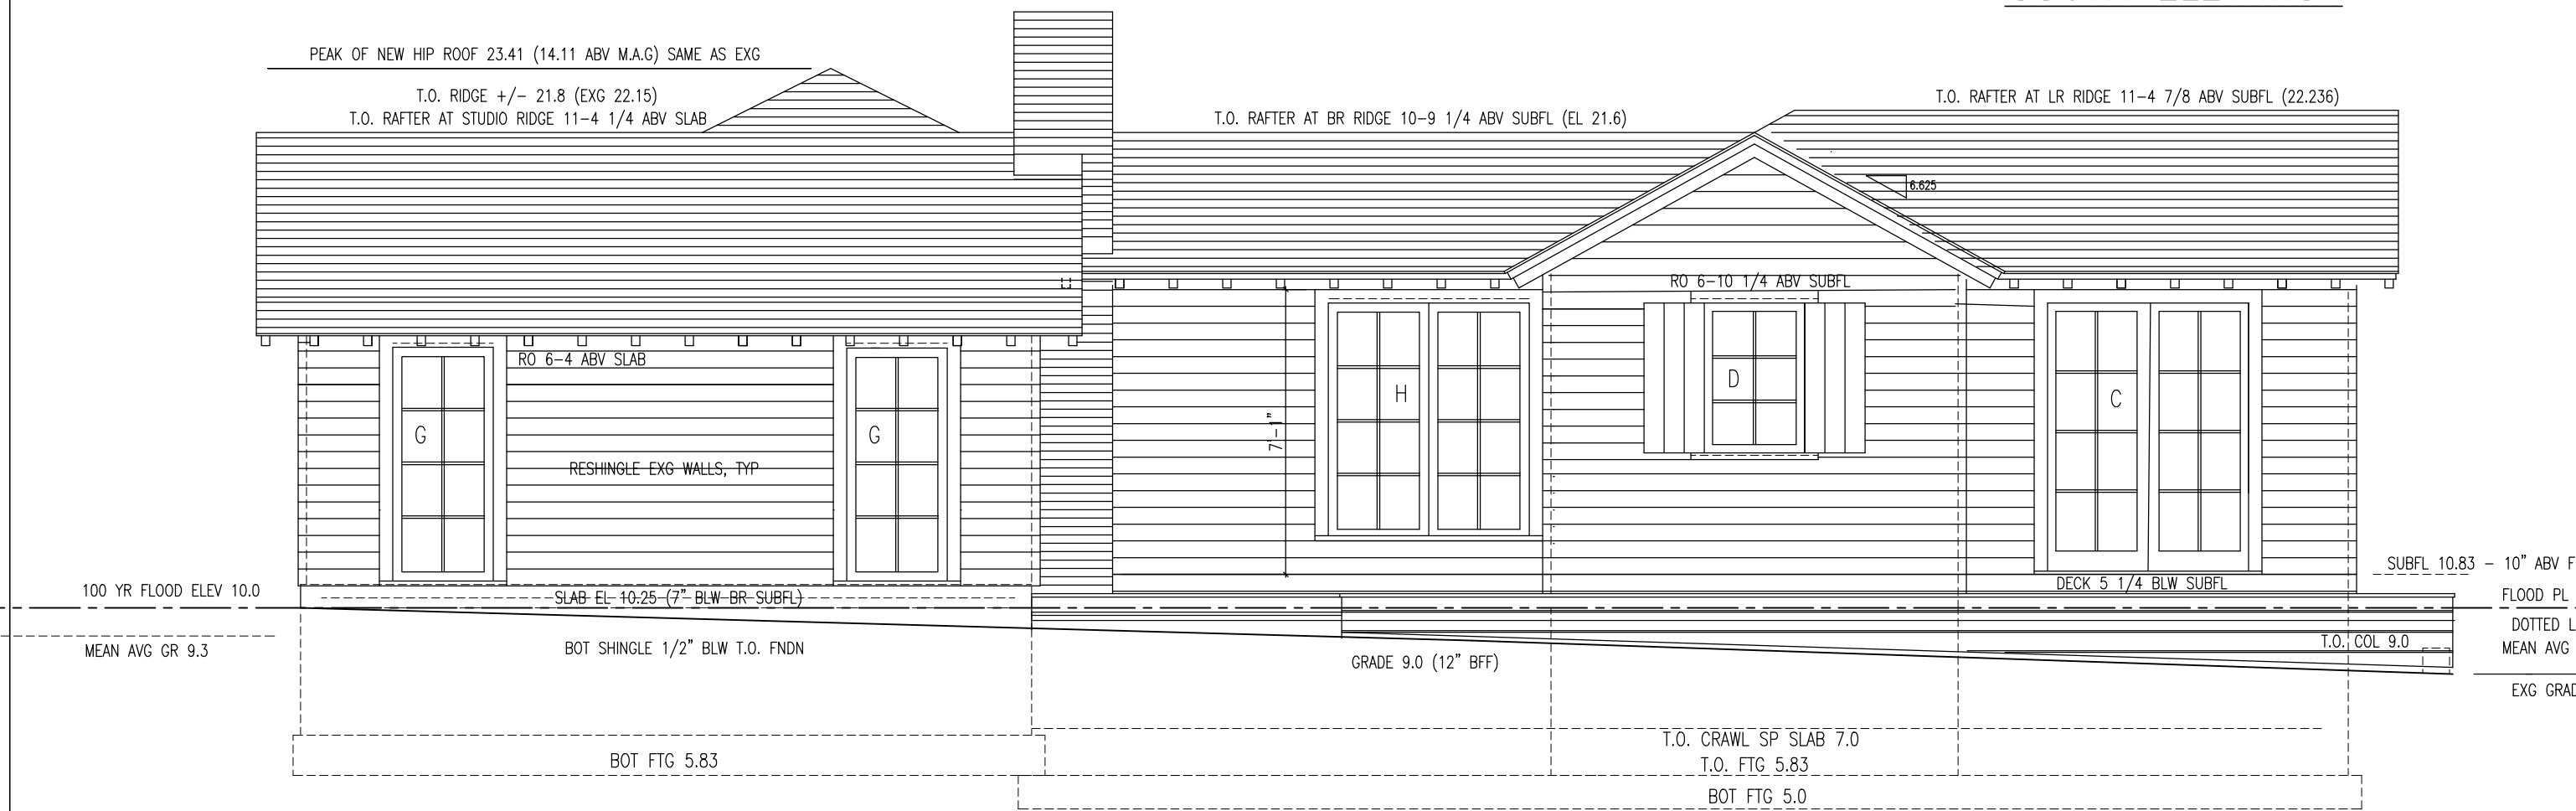 PEAK OF NEW HIP ROOF 23.41 (14.11 ABV M.A.G) SAME AS EXG
T.O. RIDGE +/- 21.8 (EXG 22.15)
T.O. RAFTER AT STUDIO RIDGE 11-4 1/4 ABV SLAB
T.O. RAFTER AT BR RIDGE 10-9 1/4 ABV SUBFL (EL 21.6)
T.O. RAFTER AT LR RIDGE 11-4 7/8 ABV SUBFL (22.236)
6.625
RO 6-10 1/4 ABV SUBFL
RO 6-4 ABV SLAB
G
G
H
D
C
7'-1"
RESHINGLE EXG WALLS, TYP
100 YR FLOOD ELEV 10.0
SLAB EL 10.25 (7" BLW BR SUBFL)
DECK 5 1/4 BLW SUBFL
SUBFL 10.83 - 10" ABV F
FLOOD PL
DOTTED L
MEAN AVG
EXG GRAD
MEAN AVG GR 9.3
BOT SHINGLE 1/2" BLW T.O. FNDN
GRADE 9.0 (12" BFF)
T.O. COL 9.0
T.O. CRAWL SP SLAB 7.0
T.O. FTG 5.83
BOT FTG 5.83
BOT FTG 5.0